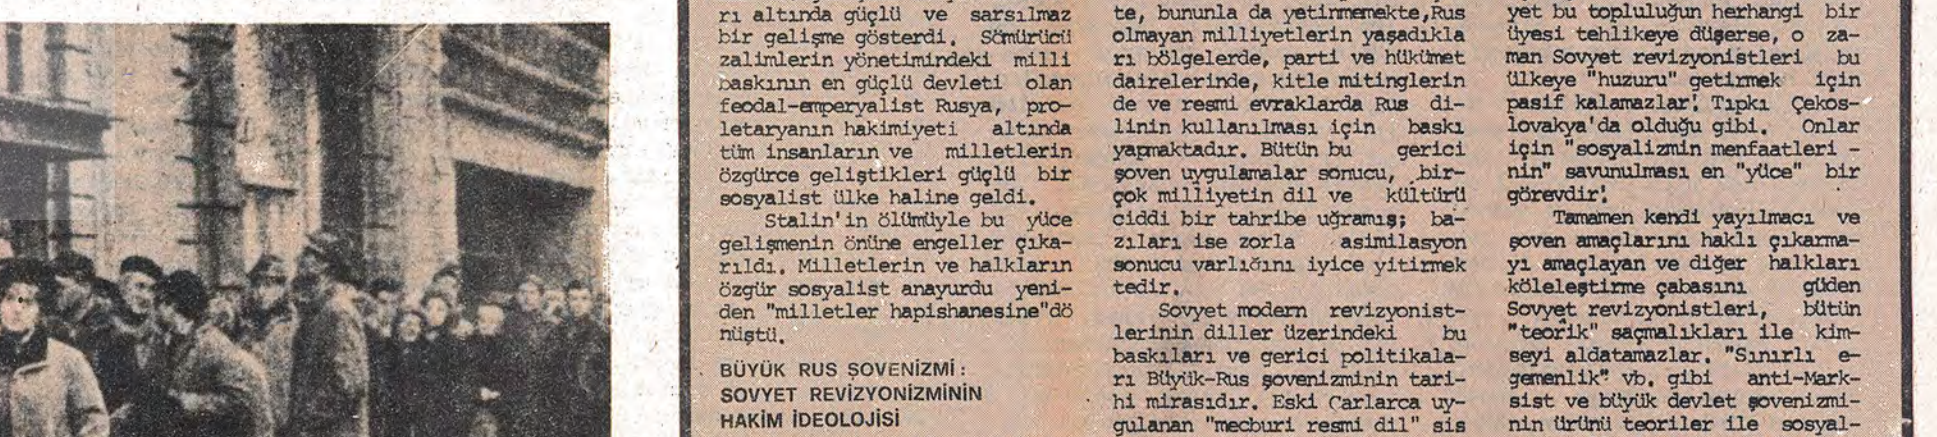 rı altında güçlü ve sarsılmaz
bir gelişme gösterdi. Sömürücü
zalimlerin yönetimindeki milli
baskının en güçlü devleti olan
feodal-emperyalist Rusya, pro-
letaryanın hakimiyeti altında
tüm insanların ve milletlerin
özgürce geliştikleri güçlü bir
sosyalist ülke haline geldi.
Stalin'in ölümüyle bu yüce
gelişmenin önüne engeller çıka-
rıldı. Milletlerin ve halkların
özgür sosyalist anayurdu yeni-
den "milletler hapishanesine"dö
nüştü.
BÜYÜK RUS ŞOVENİZMİ:
SOVYET REVİZYONİZMİNİN
HAKİM İDEOLOJİSİ
te, bununla da yetinmemekte,Rus
olmayan milliyetlerin yaşadıkla
rı bölgelerde, parti ve hükümet
dairelerinde, kitle mitinglerin
de ve resmi evraklarda Rus di-
linin kullanılması için baskı
yapmaktadır. Bütün bu gerici
şoven uygulamalar sonucu, bir-
çok milliyetin dil ve kültürü
ciddi bir tahribe uğramış; ba-
zıları ise zorla asimilasyon
sonucu varlığını iyice yitirmek
tedir.
Sovyet modern revizyonist-
lerinin diller üzerindeki bu
baskıları ve gerici politikala-
rı Büyük-Rus şovenizminin tari-
hi mirasıdır. Eski Çarlarca uy-
gulanan "mecburi resmi dil" sis
yet bu topluluğun herhangi bir
üyesi tehlikeye düşerse, o za-
man Sovyet revizyonistleri bu
ülkeye "huzuru" getirmek için
pasif kalamazlar! Tıpkı Çekos-
lovakya'da olduğu gibi. Onlar
için "sosyalizmin menfaatleri -
nin" savunulması en "yüce" bir
görevdir!
Tamamen kendi yayılmacı ve
şoven amaçlarını haklı çıkarma-
yı amaçlayan ve diğer halkları
köleleştirme çabasını güden
Sovyet revizyonistleri, bütün
"teorik" saçmalıkları ile kim-
seyi aldatamazlar. "Sınırlı e-
gemenlik" vb. gibi anti-Mark-
sist ve büyük devlet şovenizmi-
nin ürünü teoriler ile sosyal-